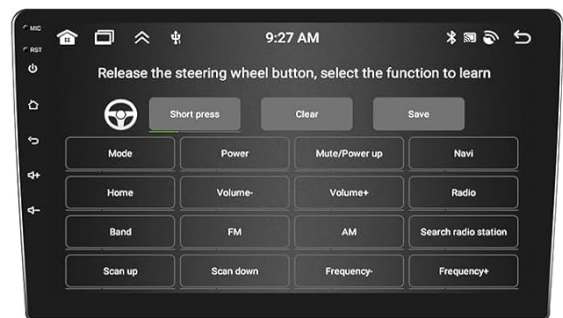 MIC
RST
9:27 AM
Release the steering wheel button, select the function to learn
Short press Clear Save
Mode Power Mute/Power up Navi
Home Volume- Volume+ Radio
Band FM AM Search radio station
Scan up Scan down Frequency- Frequency+